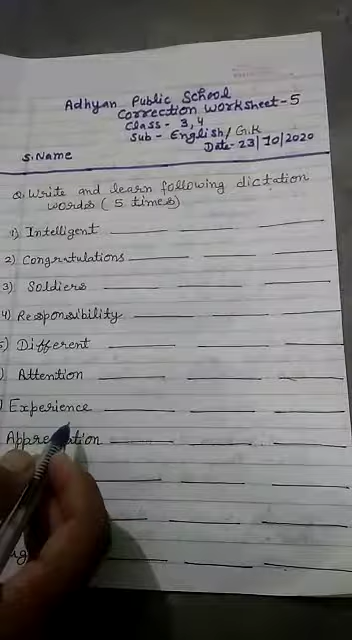 Adhyan Public School
Correction Worksheet-5
Class - 3, 4
Sub - English/G.K
Date- 23/10/2020
S.Name
Q. Write and learn following dictation
words (5 times)
1) Intelligent
2) Congratulations
3) Soldiers
4) Responsibility
5) Different
) Attention
) Experience